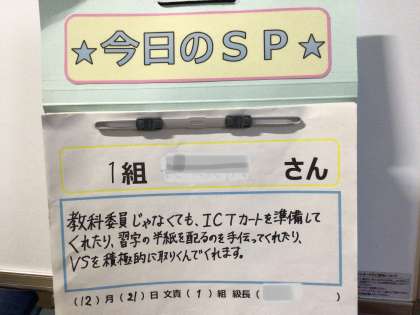 ★今日のSP★
1組 さん
教科委員じゃなくても、ICTカートを準備して
くれたり、習字の半紙を配るのを手伝ってくれたり、
VSを積極的に取りくんでくれます。
(12)月(21)日 文責(1)組 級長( )